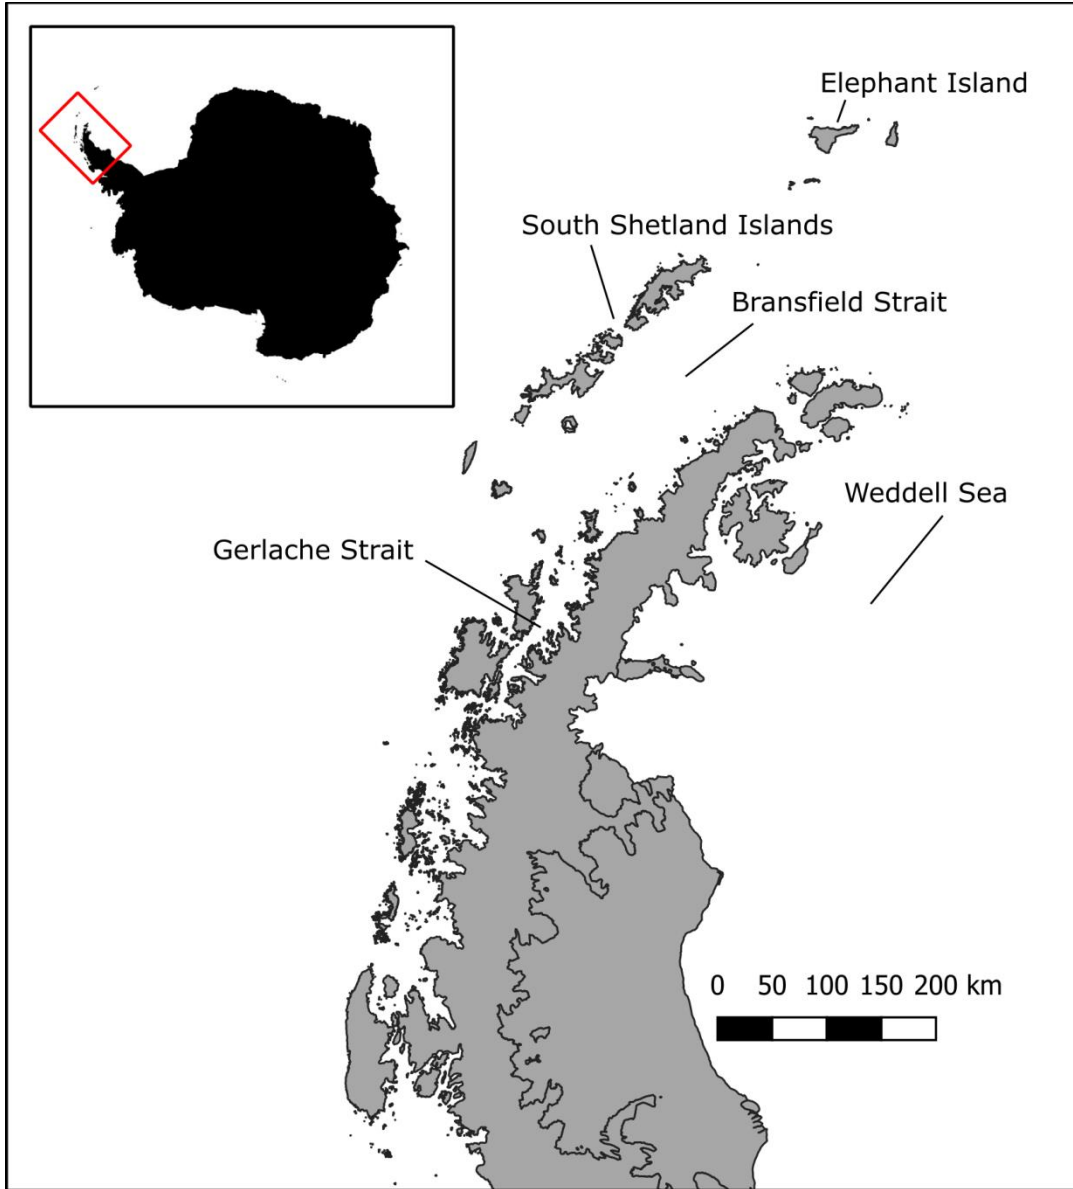 Elephant Island
South Shetland Islands
Bransfield Strait
Weddell Sea
Gerlache Strait
0 50 100 150 200 km